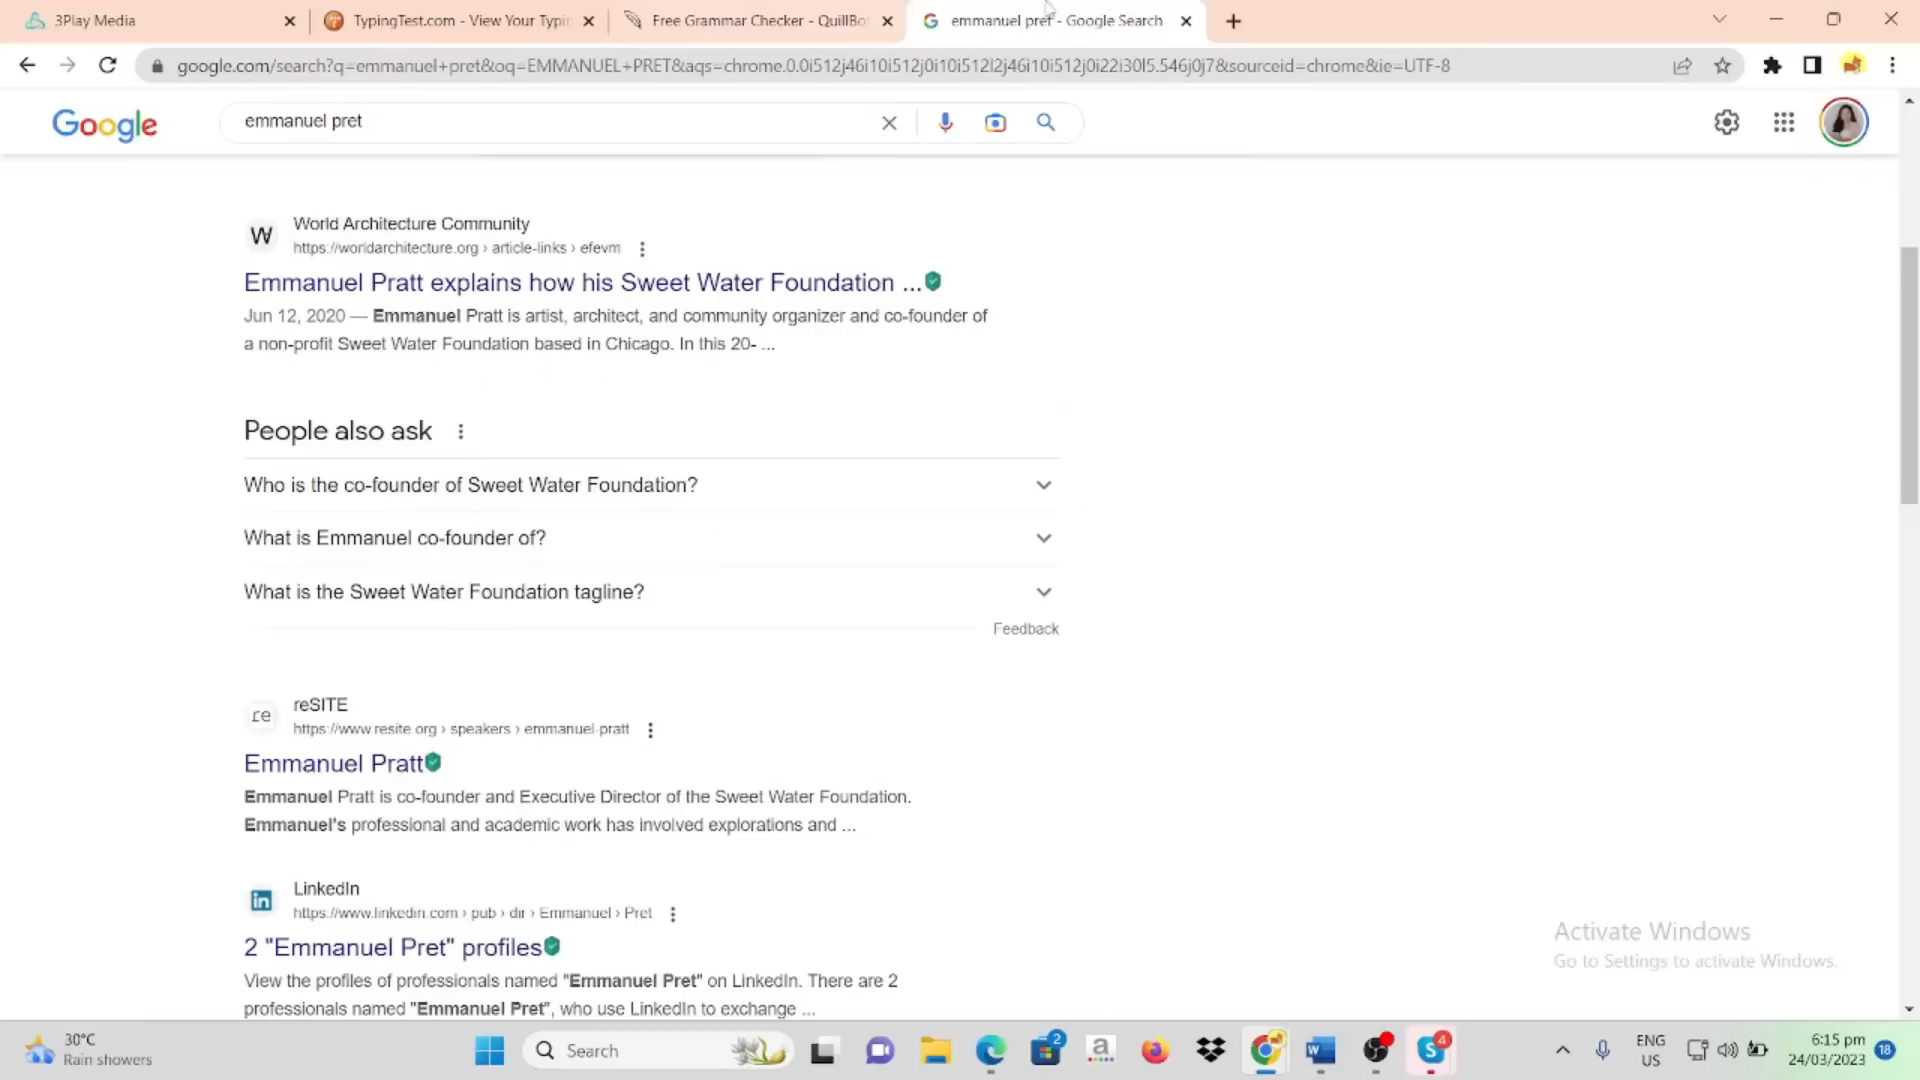 3Play Media
TypingTest.com - View Your Typin
Free Grammar Checker - QuillBo
emmanuel pret - Google Search
google.com/search?q=emmanuel+pret&oq=EMMANUEL+PRET&aqs=chrome.0.0i512j46i10i512j0i10i512l2j46i10i512j0i22i30l5.546j0j7&sourceid=chrome&ie=UTF-8
Google
emmanuel pret
W
World Architecture Community
https://worldarchitecture.org › article-links › efevm
Emmanuel Pratt explains how his Sweet Water Foundation ...
Jun 12, 2020 — Emmanuel Pratt is artist, architect, and community organizer and co-founder of
a non-profit Sweet Water Foundation based in Chicago. In this 20- ...
People also ask
Who is the co-founder of Sweet Water Foundation?
What is Emmanuel co-founder of?
What is the Sweet Water Foundation tagline?
Feedback
re
reSITE
https://www.resite.org › speakers › emmanuel-pratt
Emmanuel Pratt
Emmanuel Pratt is co-founder and Executive Director of the Sweet Water Foundation.
Emmanuel's professional and academic work has involved explorations and ...
in
LinkedIn
https://www.linkedin.com › pub › dir › Emmanuel › Pret
2 "Emmanuel Pret" profiles
View the profiles of professionals named "Emmanuel Pret" on LinkedIn. There are 2
professionals named "Emmanuel Pret", who use LinkedIn to exchange ...
Activate Windows
Go to Settings to activate Windows.
30°C
Rain showers
Search
2
a
W
S
4
ENG
US
6:15 pm
24/03/2023
18